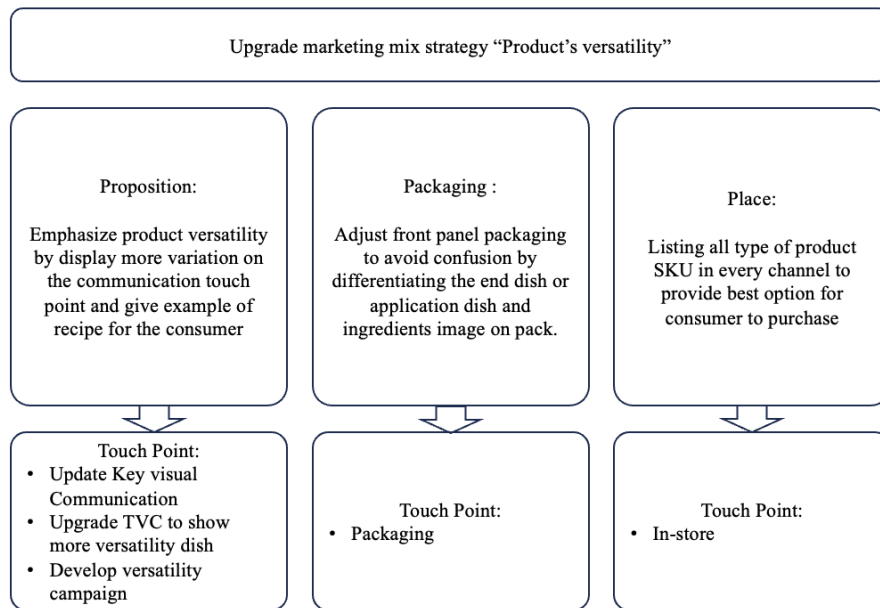 Upgrade marketing mix strategy “Product’s versatility”
Proposition:
Emphasize product versatility
by display more variation on
the communication touch
point and give example of
recipe for the consumer
Packaging :
Adjust front panel packaging
to avoid confusion by
differentiating the end dish or
application dish and
ingredients image on pack.
Place:
Listing all type of product
SKU in every channel to
provide best option for
consumer to purchase
Touch Point:
• Update Key visual
Communication
• Upgrade TVC to show
more versatility dish
• Develop versatility
campaign
Touch Point:
• Packaging
Touch Point:
• In-store